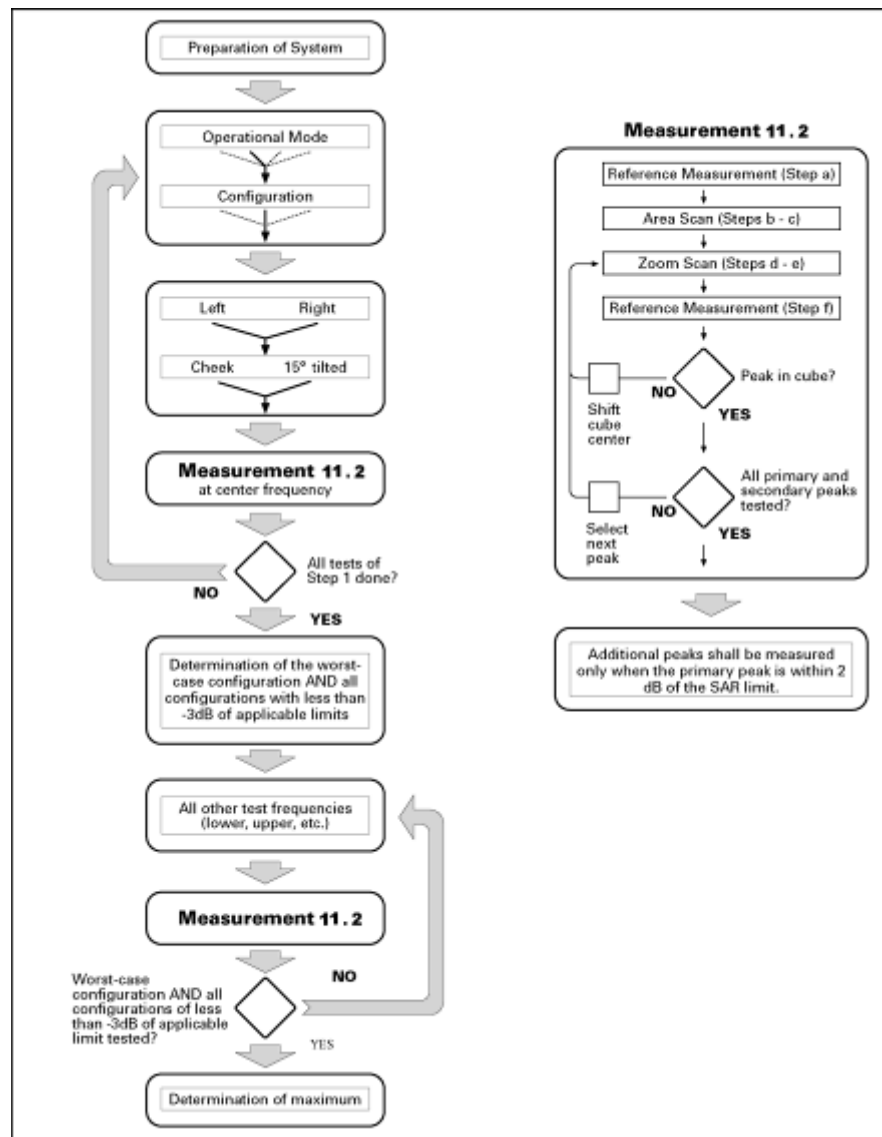 Preparation of System
Operational Mode
Configuration
Left Right
Cheek 15° tilted
Measurement 11.2
at center frequency
All tests of
Step 1 done?
NO
YES
Determination of the worst-
case configuration AND all
configurations with less than
-3dB of applicable limits
All other test frequencies
(lower, upper, etc.)
Measurement 11.2
NO
Worst-case
configuration AND all
configurations of less
than -3dB of applicable
limit tested?
YES
Determination of maximum
Measurement 11.2
Reference Measurement (Step a)
Area Scan (Steps b - c)
Zoom Scan (Steps d - e)
Reference Measurement (Step f)
Peak in cube?
NO
YES
Shift
cube
center
All primary and
secondary peaks
tested?
NO
YES
Select
next
peak
Additional peaks shall be measured
only when the primary peak is within 2
dB of the SAR limit.